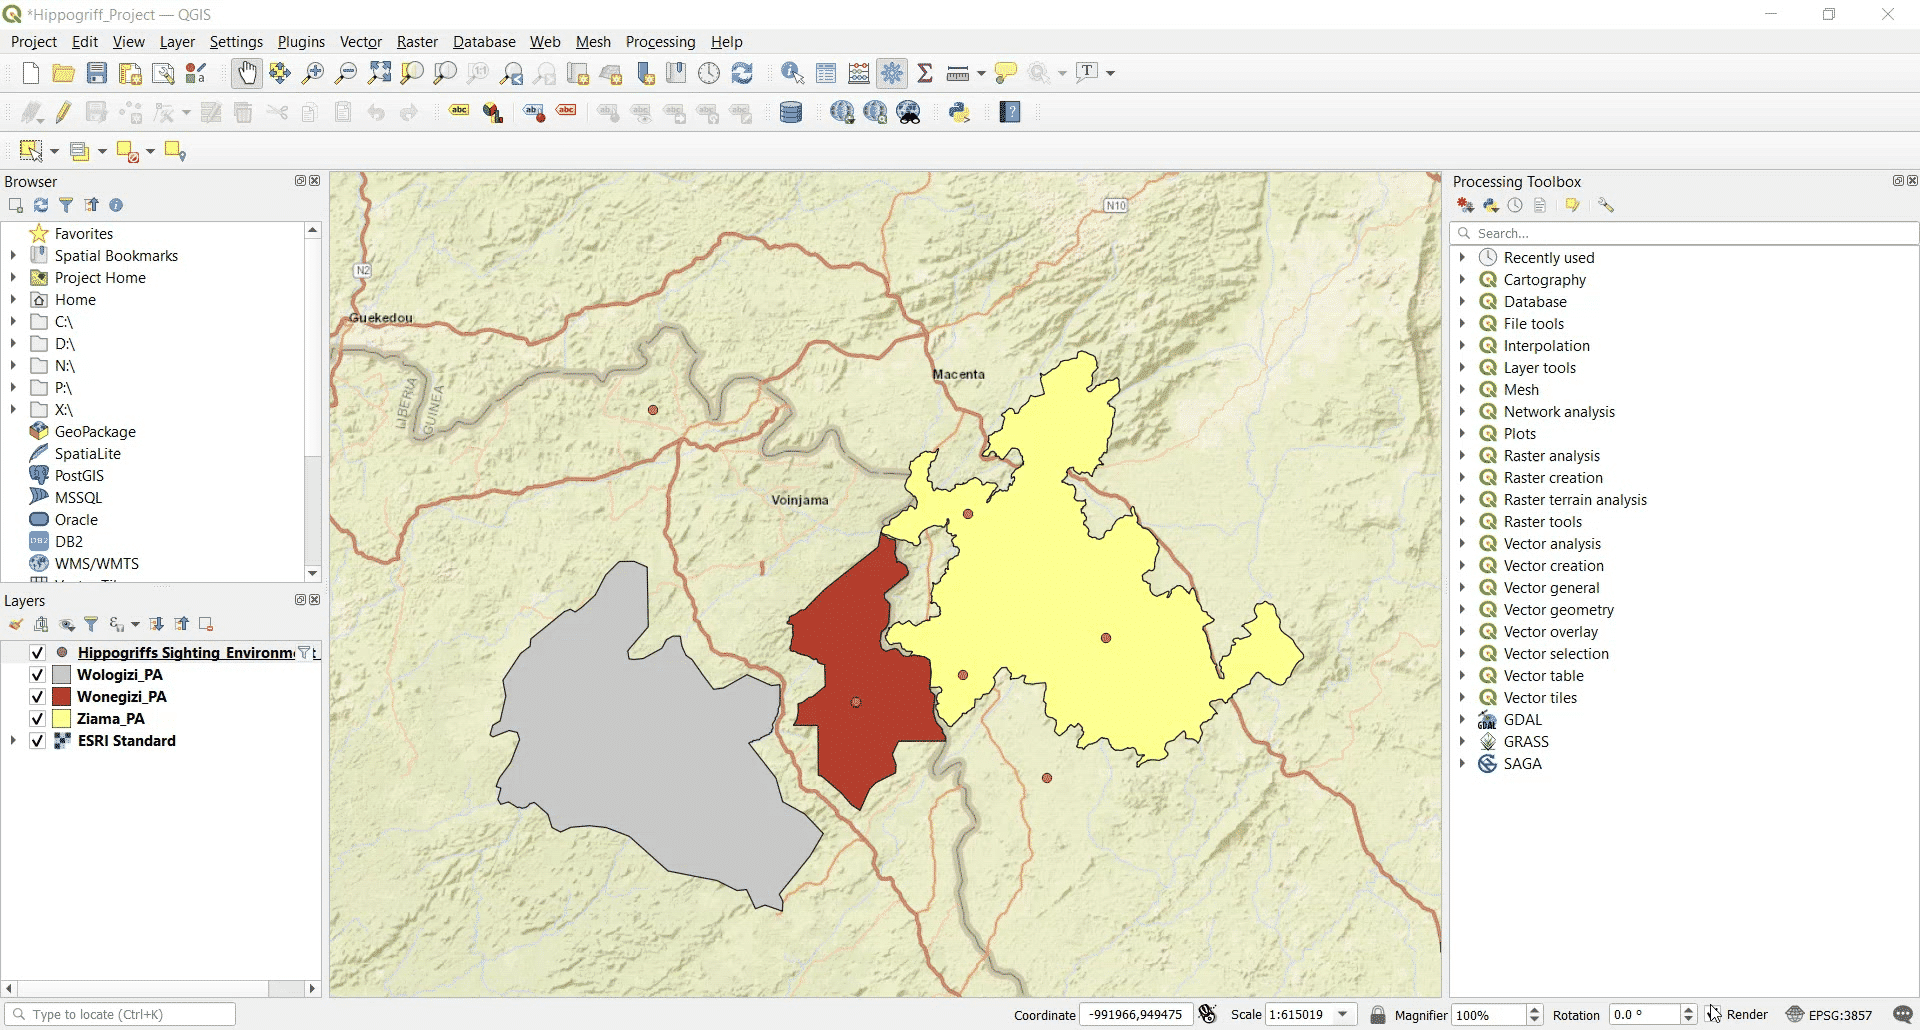 *Hippogriff_Project — QGIS
Project Edit View Layer Settings Plugins Vector Raster Database Web Mesh Processing Help
1:1
T
abc ab abc
Browser
Favorites
Spatial Bookmarks
Project Home
Home
C:\
D:\
N:\
P:\
X:\
GeoPackage
SpatiaLite
PostGIS
MSSQL
Oracle
DB2
WMS/WMTS
Layers
Hippogriffs Sighting Environm
Wologizi_PA
Wonegizi_PA
Ziama_PA
ESRI Standard
N10
N2
Guekedou
LIBERIA
GUINEA
Macenta
Voinjama
Processing Toolbox
Search...
Recently used
Cartography
Database
File tools
Interpolation
Layer tools
Mesh
Network analysis
Plots
Raster analysis
Raster creation
Raster terrain analysis
Raster tools
Vector analysis
Vector creation
Vector general
Vector geometry
Vector overlay
Vector selection
Vector table
Vector tiles
GDAL
GRASS
SAGA
Type to locate (Ctrl+K) Coordinate -991966,949475 Scale 1:615019 Magnifier 100% Rotation 0.0 ° Render EPSG:3857